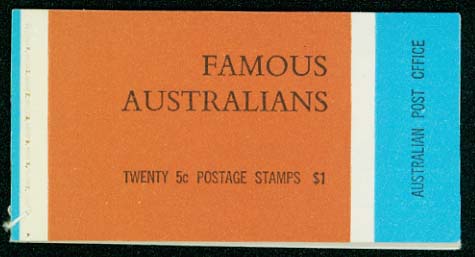 FAMOUS
AUSTRALIANS
TWENTY 5c POSTAGE STAMPS $1
AUSTRALIAN POST OFFICE